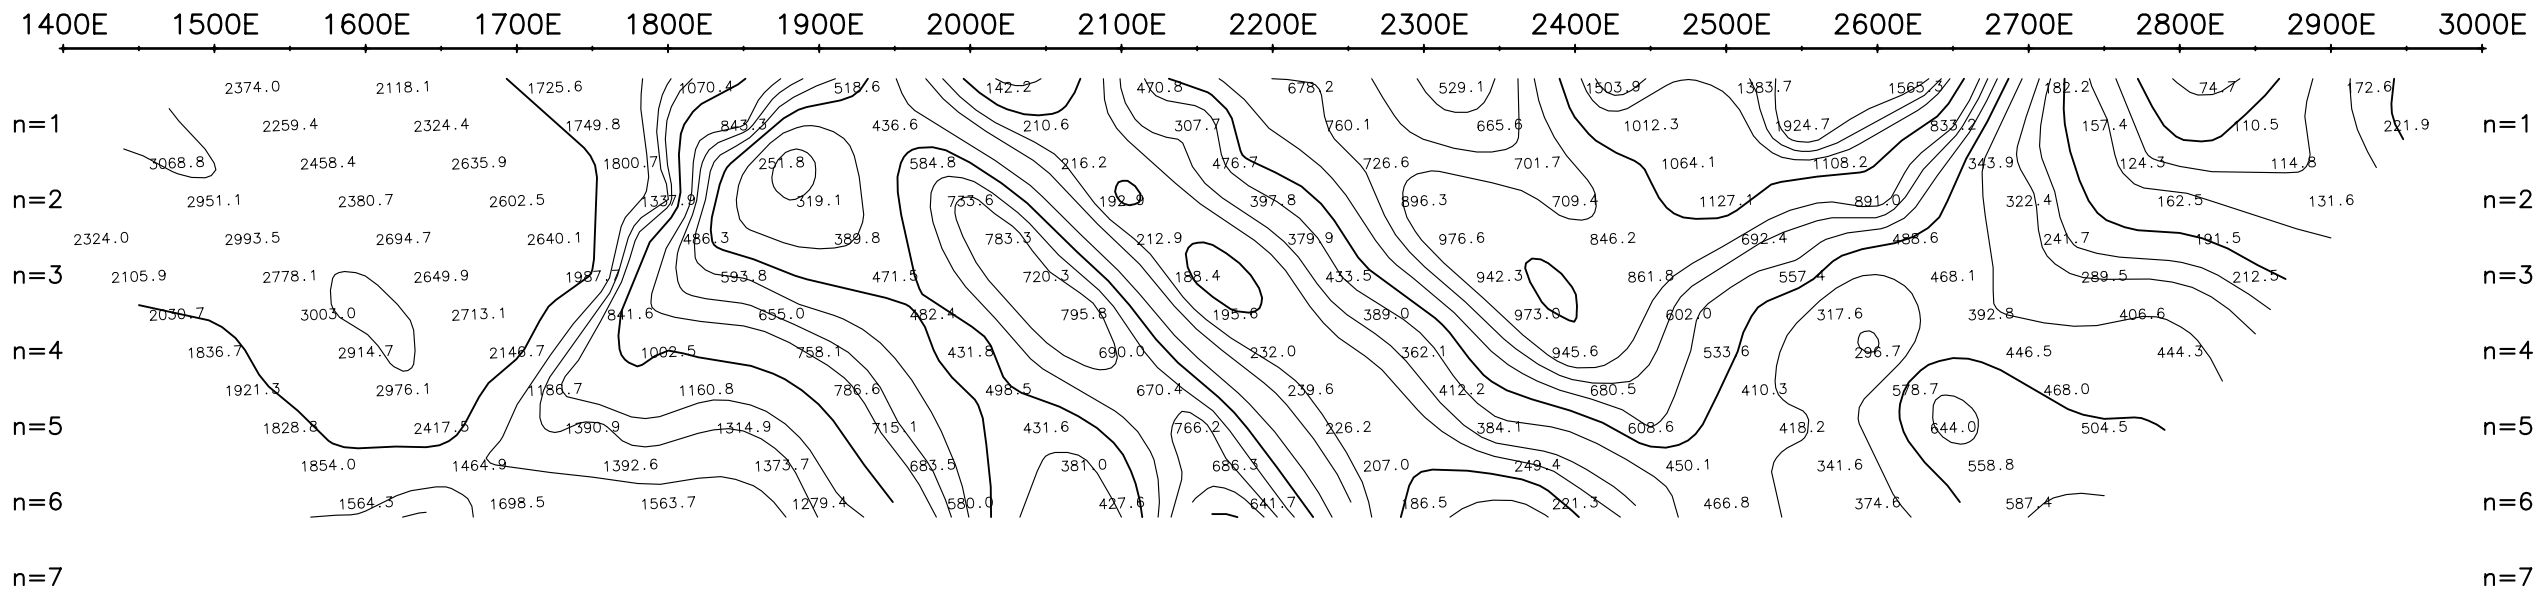 1400E 1500E 1600E 1700E 1800E 1900E 2000E 2100E 2200E 2300E 2400E 2500E 2600E 2700E 2800E 2900E 3000E
2374.0 2118.1 1725.6 1070.4 518.6 142.2 470.8 678.2 529.1 1503.9 1383.7 1565.3 182.2 74.7 172.6
n=1 2259.4 2324.4 1749.8 843.3 436.6 210.6 307.7 760.1 665.6 1012.3 1924.7 833.2 157.4 110.5 221.9 n=1
3068.8 2458.4 2635.9 1800.7 251.8 584.8 216.2 476.7 726.6 701.7 1064.1 1108.2 343.9 124.3 114.8
n=2 2951.1 2380.7 2602.5 1337.9 319.1 733.6 192.9 397.8 896.3 709.4 1127.1 891.0 322.4 162.5 131.6 n=2
2324.0 2993.5 2694.7 2640.1 486.3 389.8 783.3 212.9 379.9 976.6 846.2 692.4 488.6 241.7 191.5
n=3 2105.9 2778.1 2649.9 1987.7 593.8 471.5 720.3 188.4 433.5 942.3 861.8 557.4 468.1 289.5 212.5 n=3
2030.7 3003.0 2713.1 841.6 655.0 482.4 795.8 195.6 389.0 973.0 602.0 317.6 392.8 406.6
n=4 1836.7 2914.7 2146.7 1002.5 758.1 431.8 690.0 232.0 362.1 945.6 533.6 296.7 446.5 444.3 n=4
1921.3 2976.1 1186.7 1160.8 786.6 498.5 670.4 239.6 412.2 680.5 410.3 578.7 468.0
n=5 1828.8 2417.5 1390.9 1314.9 715.1 431.6 766.2 226.2 384.1 608.6 418.2 644.0 504.5 n=5
1854.0 1464.9 1392.6 1373.7 683.5 381.0 686.3 207.0 249.4 450.1 341.6 558.8
n=6 1564.3 1698.5 1563.7 1279.4 580.0 427.6 641.7 186.5 221.3 466.8 374.6 587.4 n=6
n=7 n=7